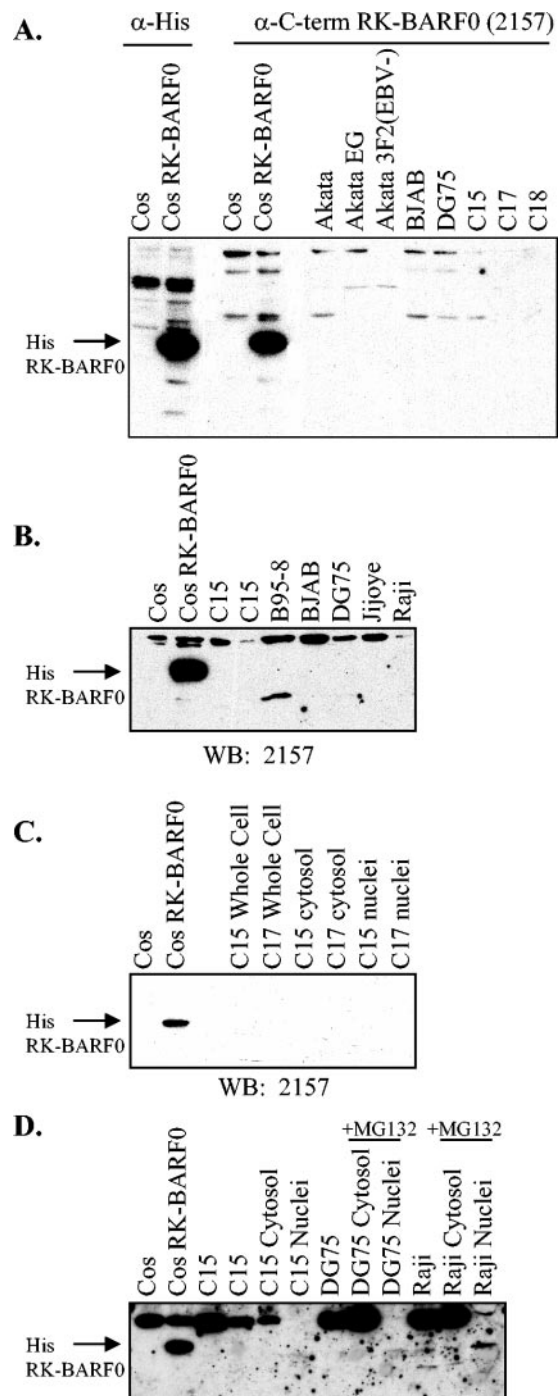 A.
α-His
α-C-term RK-BARF0 (2157)
Cos
Cos RK-BARF0
Cos
Cos RK-BARF0
Akata
Akata EG
Akata 3F2(EBV-)
BJAB
DG75
C15
C17
C18
His
RK-BARF0
B.
Cos
Cos RK-BARF0
C15
C15
B95-8
BJAB
DG75
Jijoye
Raji
His
RK-BARF0
WB: 2157
C.
Cos
Cos RK-BARF0
C15 Whole Cell
C17 Whole Cell
C15 cytosol
C17 cytosol
C15 nuclei
C17 nuclei
His
RK-BARF0
WB: 2157
D.
+MG132
+MG132
Cos
Cos RK-BARF0
C15
C15
C15 Cytosol
C15 Nuclei
DG75
DG75 Cytosol
DG75 Nuclei
Raji
Raji Cytosol
Raji Nuclei
His
RK-BARF0